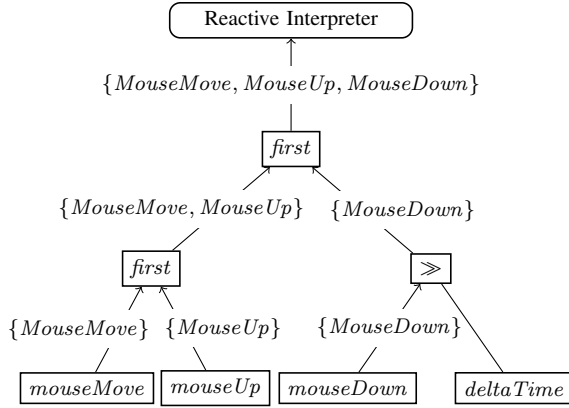 Reactive Interpreter
{MouseMove, MouseUp, MouseDown}
first
{MouseMove, MouseUp} {MouseDown}
first ≫
{MouseMove} {MouseUp} {MouseDown}
mouseMove mouseUp mouseDown deltaTime